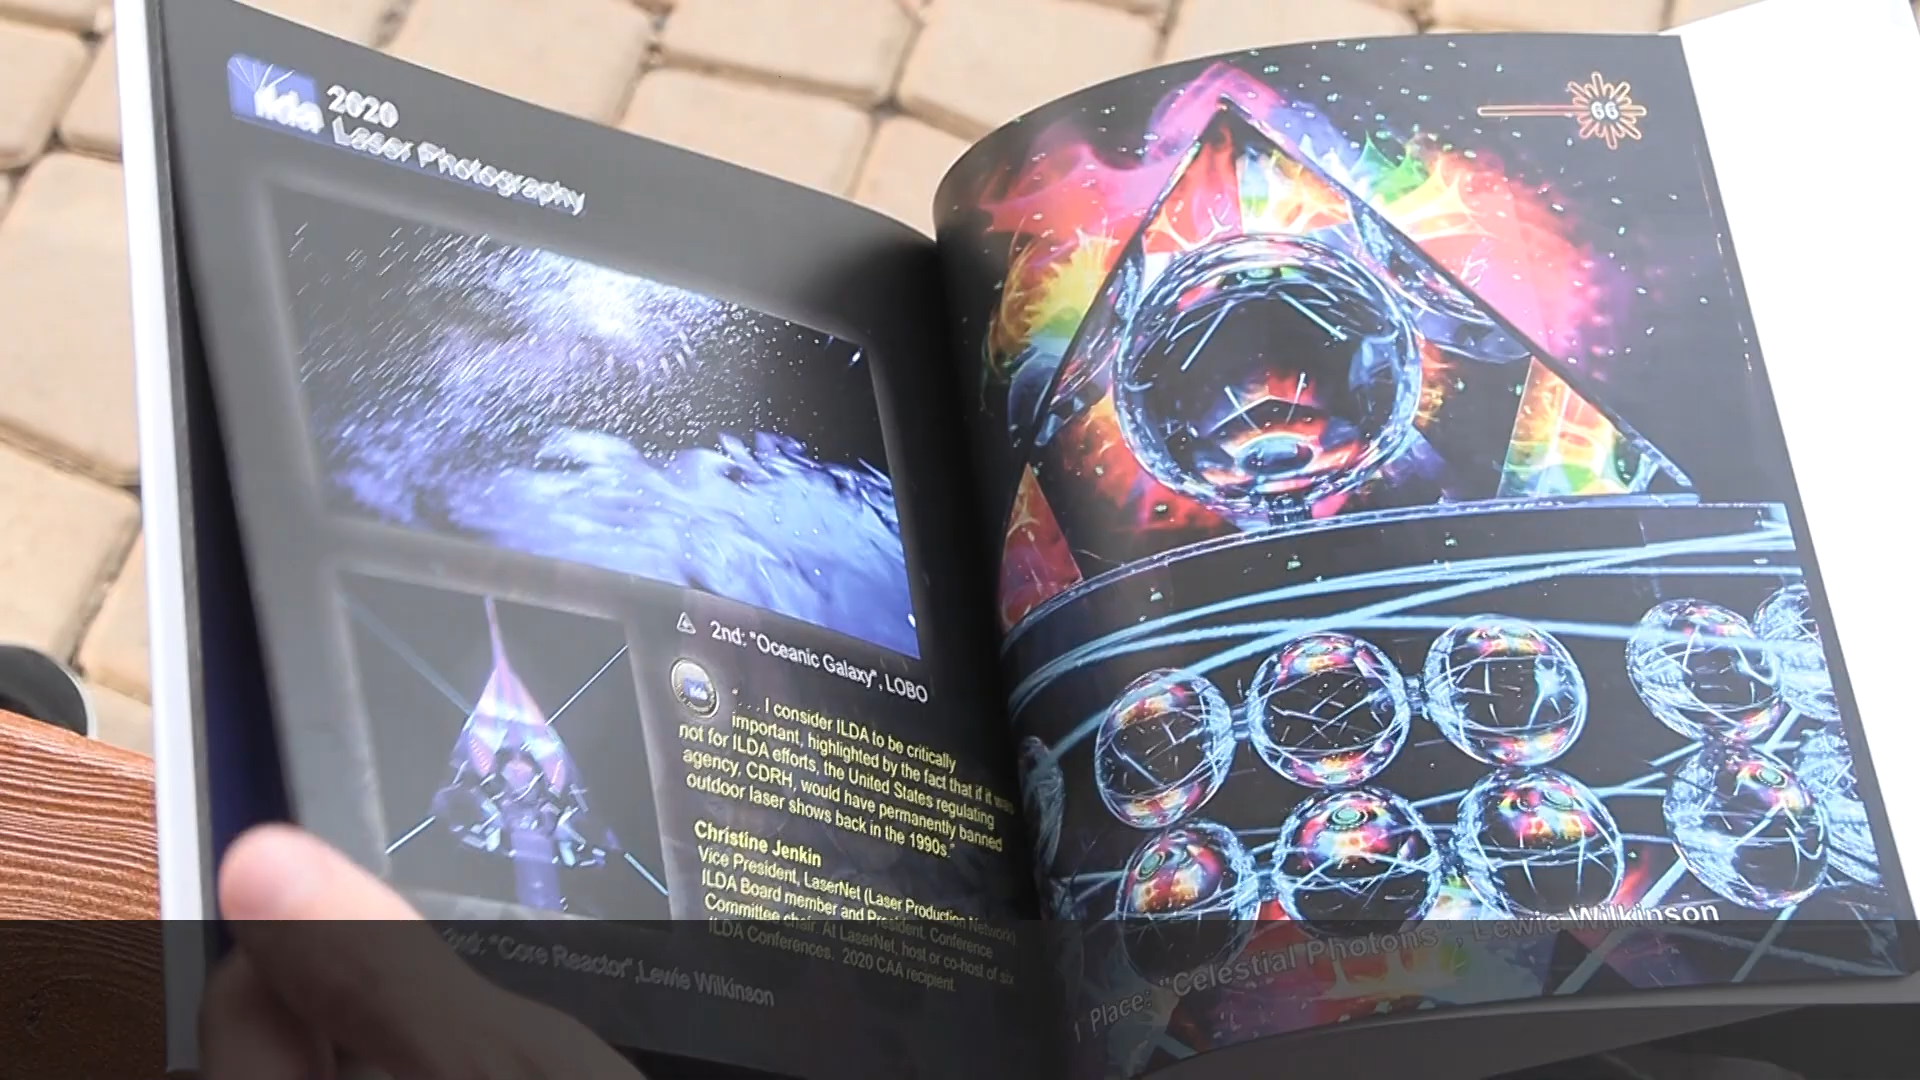 ilda 2020
Laser Photography
66
2nd: "Oceanic Galaxy", LOBO
". . . I consider ILDA to be critically
important, highlighted by the fact that if it was
not for ILDA efforts, the United States regulating
agency, CDRH, would have permanently banned
outdoor laser shows back in the 1990s."
Christine Jenkin
Vice President, LaserNet (Laser Production Network)
ILDA Board member and President. Conference
Committee chair. At LaserNet, host or co-host of six
ILDA Conferences. 2020 CAA recipient.
"Core Reactor",Lewie Wilkinson
Place: "Celestial Photons", Lewie Wilkinson